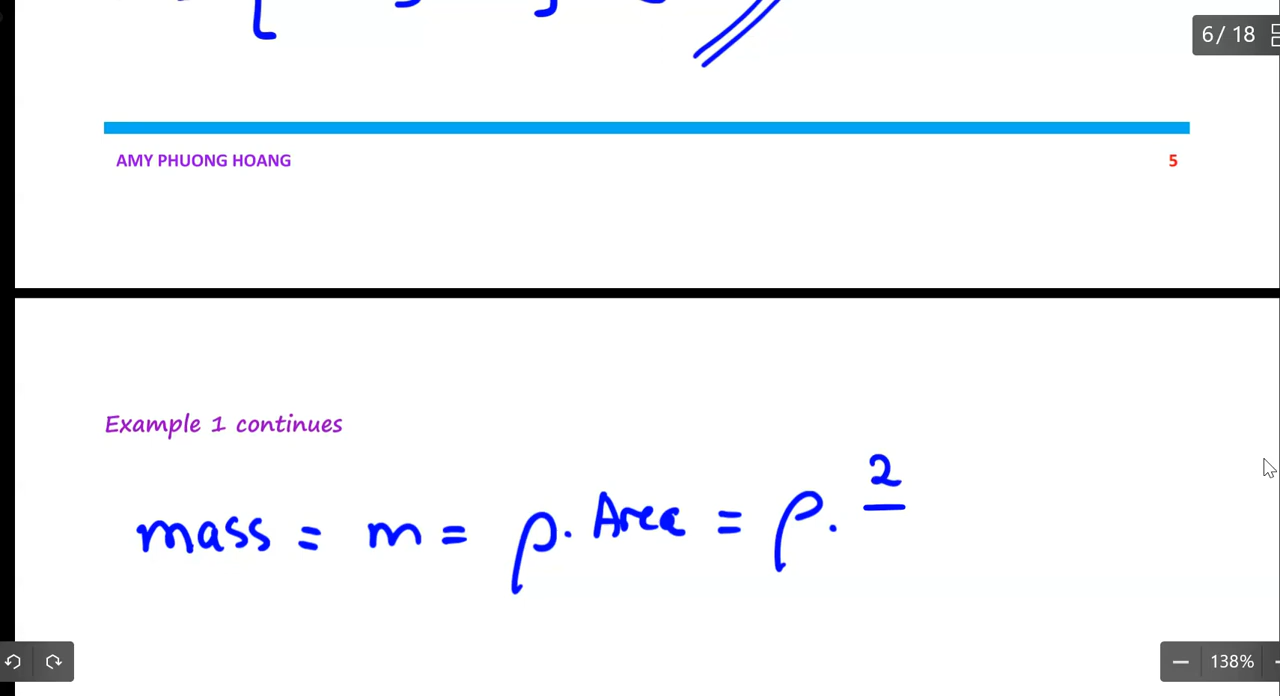 6 / 18
AMY PHUONG HOANG
5
Example 1 continues
mass = m = ρ. Area = ρ. 2
138%